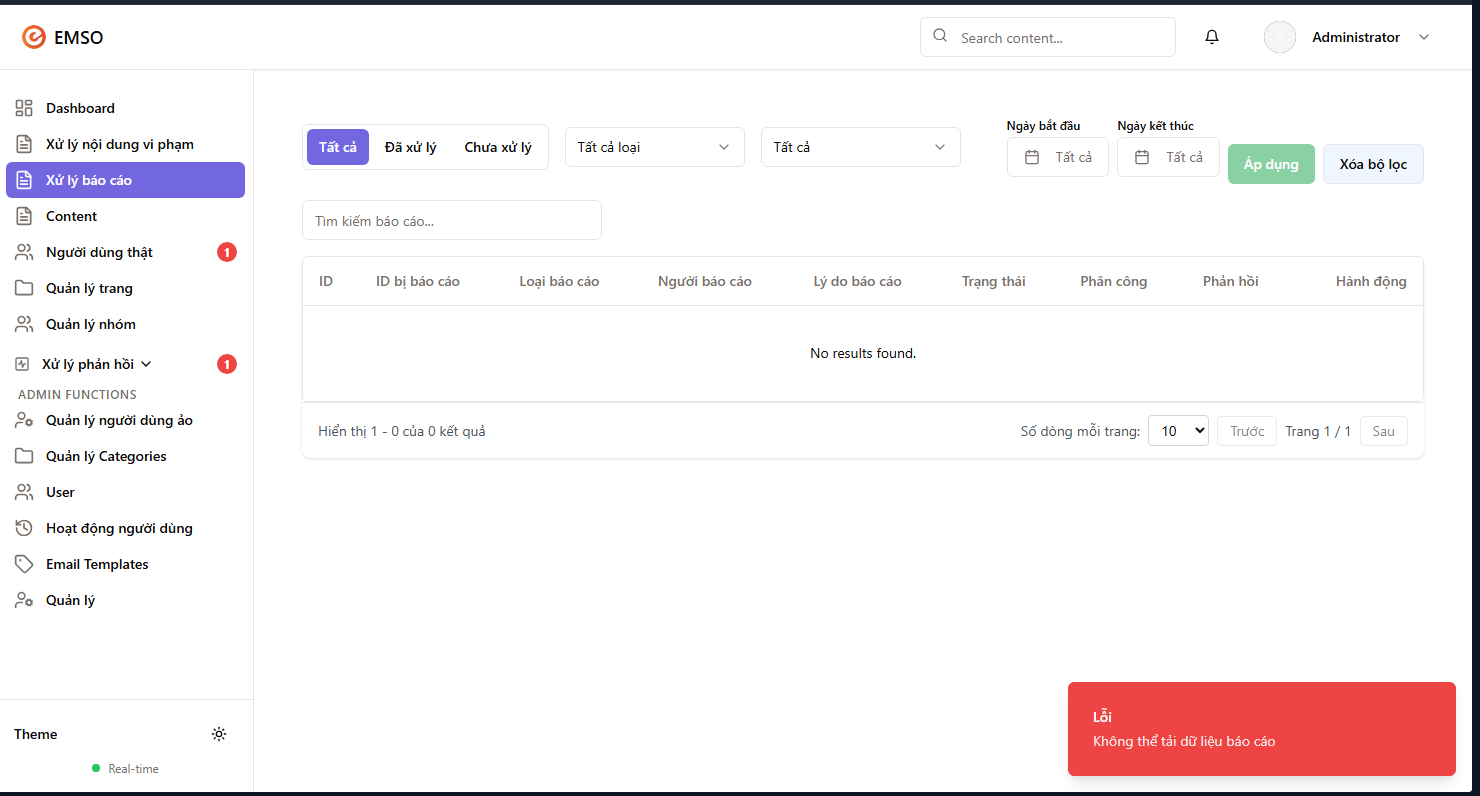 EMSO
Search content...
Administrator
Dashboard
Xử lý nội dung vi phạm
Xử lý báo cáo
Content
Người dùng thật 1
Quản lý trang
Quản lý nhóm
Xử lý phản hồi 1
ADMIN FUNCTIONS
Quản lý người dùng ảo
Quản lý Categories
User
Hoạt động người dùng
Email Templates
Quản lý
Theme
Real-time
Tất cả Đã xử lý Chưa xử lý
Tất cả loại
Tất cả
Ngày bắt đầu Ngày kết thúc
Tất cả Tất cả
Áp dụng Xóa bộ lọc
Tìm kiếm báo cáo...
ID ID bị báo cáo Loại báo cáo Người báo cáo Lý do báo cáo Trạng thái Phân công Phản hồi Hành động
No results found.
Hiển thị 1 - 0 của 0 kết quả
Số dòng mỗi trang: 10 Trước Trang 1 / 1 Sau
Lỗi
Không thể tải dữ liệu báo cáo